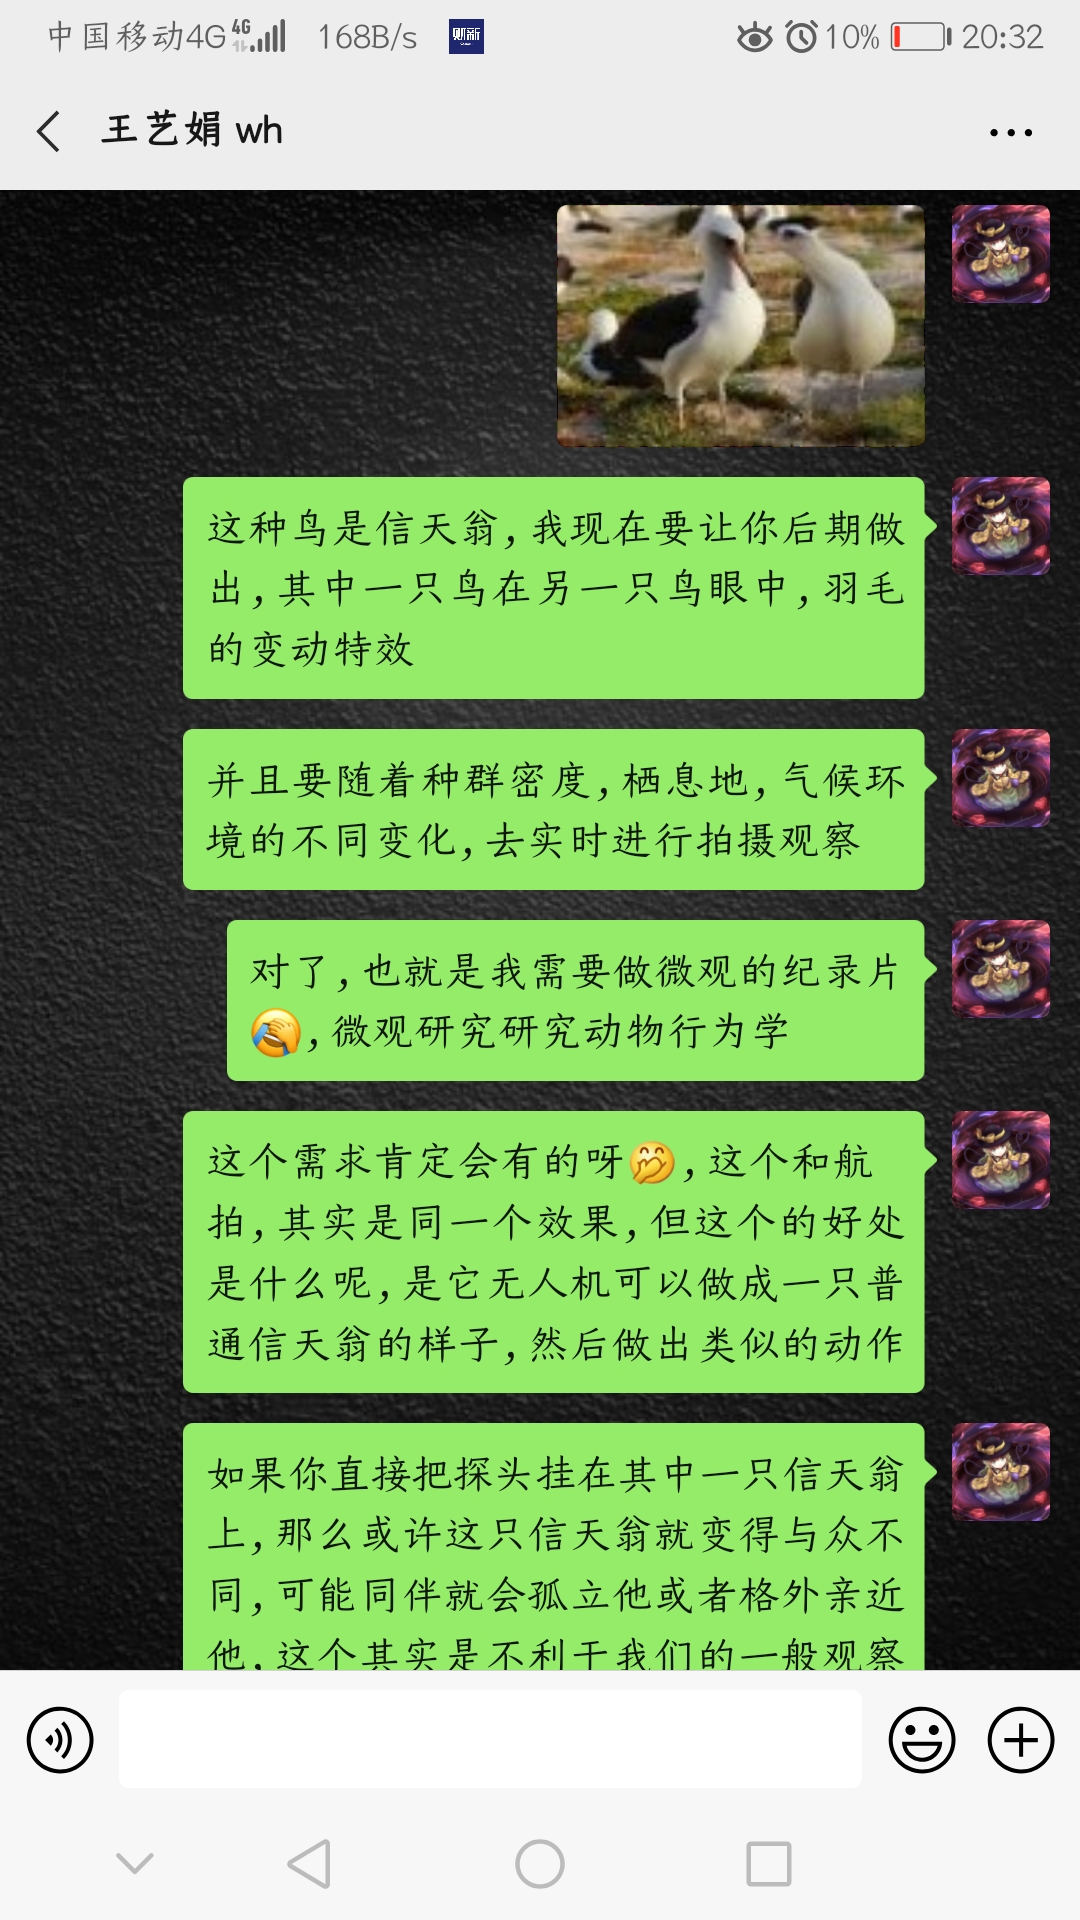 中国移动4G 4G 168B/s 财新 10% 20:32
王艺娟 wh
这种鸟是信天翁,我现在要让你后期做
出,其中一只鸟在另一只鸟眼中,羽毛
的变动特效
并且要随着种群密度,栖息地,气候环
境的不同变化,去实时进行拍摄观察
对了,也就是我需要做微观的纪录片
🤦,微观研究研究动物行为学
这个需求肯定会有的呀🤭,这个和航
拍,其实是同一个效果,但这个的好处
是什么呢,是它无人机可以做成一只普
通信天翁的样子,然后做出类似的动作
如果你直接把探头挂在其中一只信天翁
上,那么或许这只信天翁就变得与众不
同,可能同伴就会孤立他或者格外亲近
他,这个其实是不利于我们的一般观察